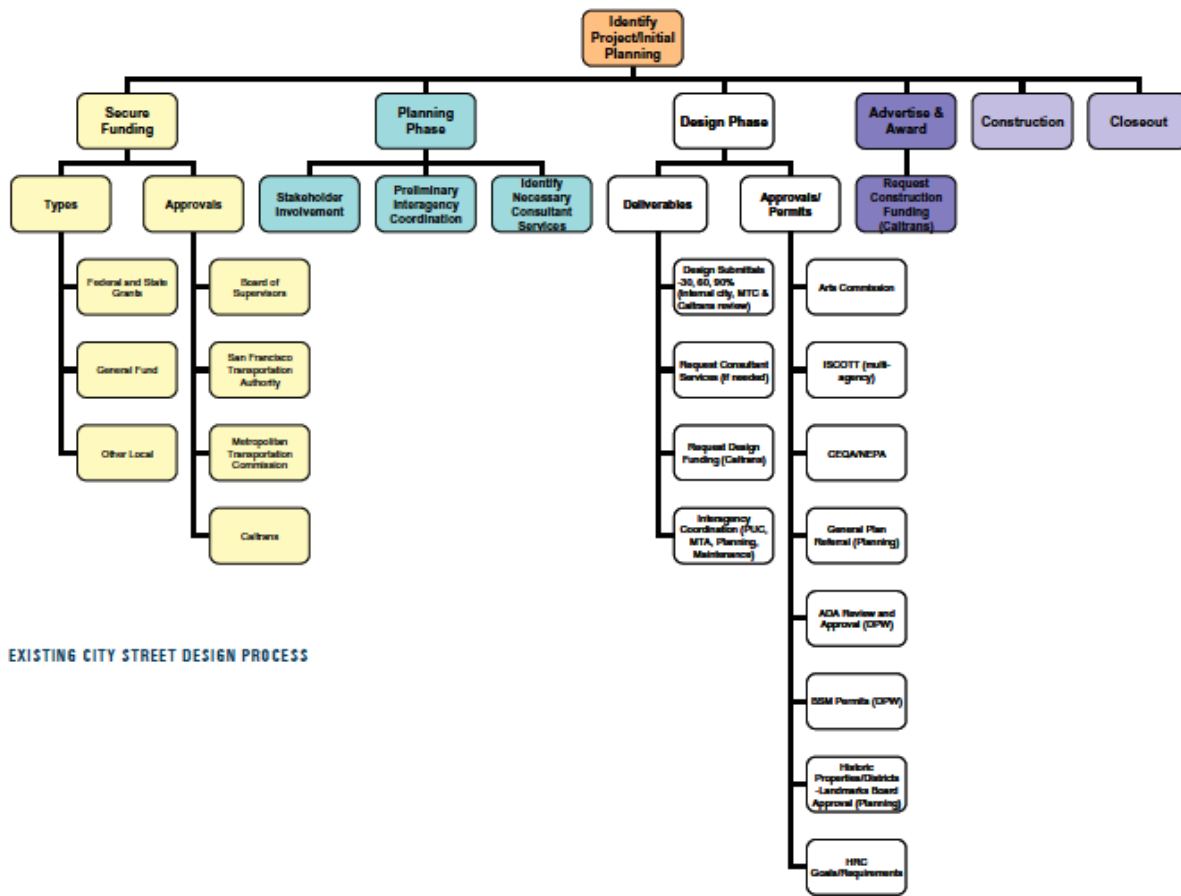 Identify
Project/Initial
Planning
Secure
Funding
Planning
Phase
Design Phase
Advertise &
Award
Construction
Closeout
Types
Approvals
Stakeholder
Involvement
Preliminary
Interagency
Coordination
Identify
Necessary
Consultant
Services
Deliverables
Approvals/
Permits
Request
Construction
Funding
(Caltrans)
Federal and State
Grants
General Fund
Other Local
Board of
Supervisors
San Francisco
Transportation
Authority
Metropolitan
Transportation
Commission
Caltrans
Design Submittals
-30, 60, 90%
(Internal city, MTC &
Caltrans review)
Request Consultant
Services (if needed)
Request Design
Funding (Caltrans)
Interagency
Coordination (PUC,
MTA, Planning,
Maintenance)
Arts Commission
ISCOTT (multi-
agency)
CEQA/NEPA
General Plan
Referral (Planning)
ADA Review and
Approval (DPW)
BSM Permits (DPW)
Historic
Properties/Districts
-Landmarks Board
Approval (Planning)
HRC
Goals/Requirements
EXISTING CITY STREET DESIGN PROCESS